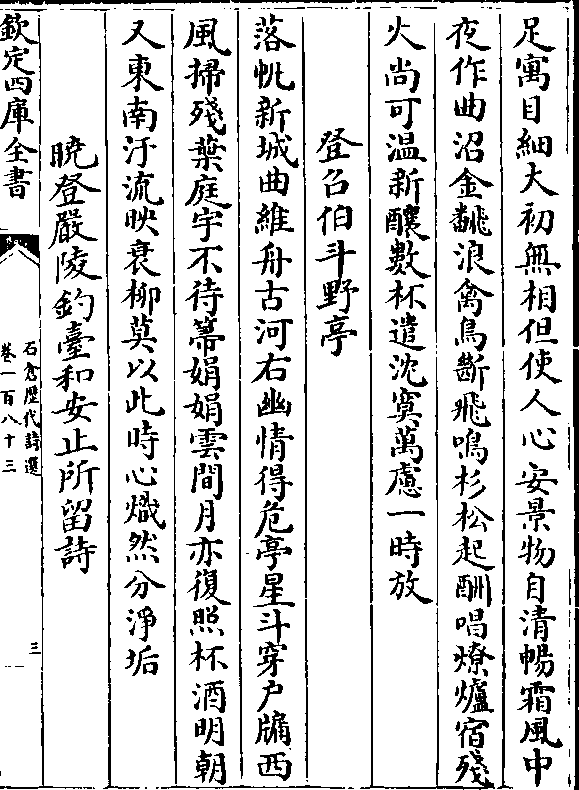 足寓目細大初無相但使人心安景物自清暢霜風中
夜作曲沼金飜浪禽鳥斷飛鳴杉松起酬唱燎爐宿殘
火尚可温新釀數杯遣沈寞萬慮一時放
登召伯斗野亭
落帆新城曲維舟古河右幽情得危亭星斗穿户牖西
風掃殘葉庭宇不待箒娟娟雲間月亦復照杯酒明朝
又東南汙流映衰柳莫以此時心熾然分淨垢
曉登嚴陵釣臺和安止所留詩
欽定四庫全書
石倉歷代詩選
卷一百八十三
三